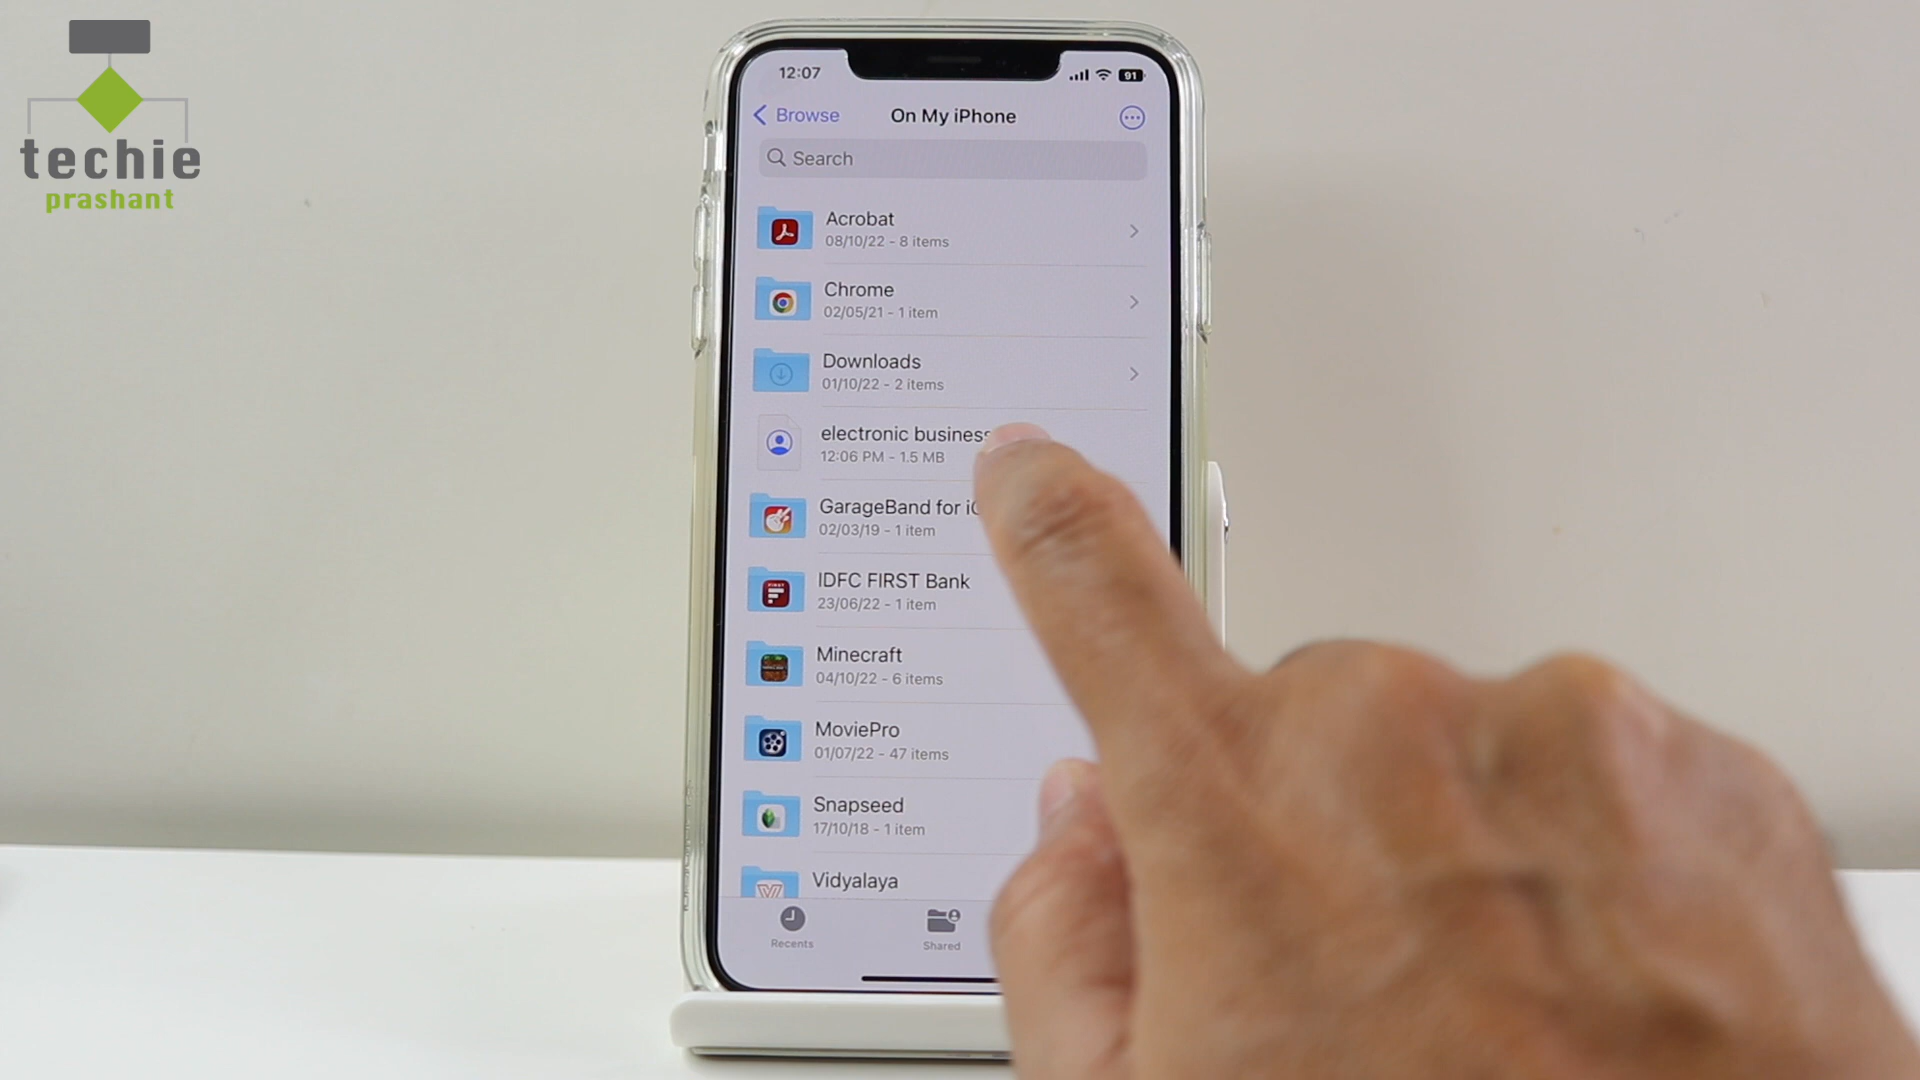 techie
prashant
12:07
91
Browse
On My iPhone
Search
Acrobat
08/10/22 - 8 items
Chrome
02/05/21 - 1 item
Downloads
01/10/22 - 2 items
electronic business
12:06 PM - 1.5 MB
GarageBand for
02/03/19 - 1 item
IDFC FIRST Bank
23/06/22 - 1 item
Minecraft
04/10/22 - 6 items
MoviePro
01/07/22 - 47 items
Snapseed
17/10/18 - 1 item
Vidyalaya
Recents
Shared